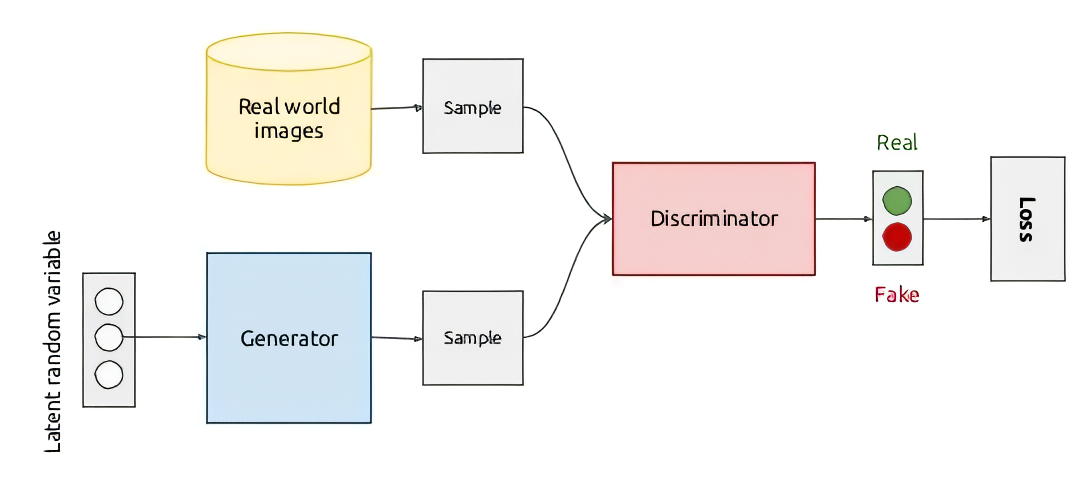 Real world
images
Sample
Real
Discriminator
Loss
Fake
Latent random variable
Generator
Sample